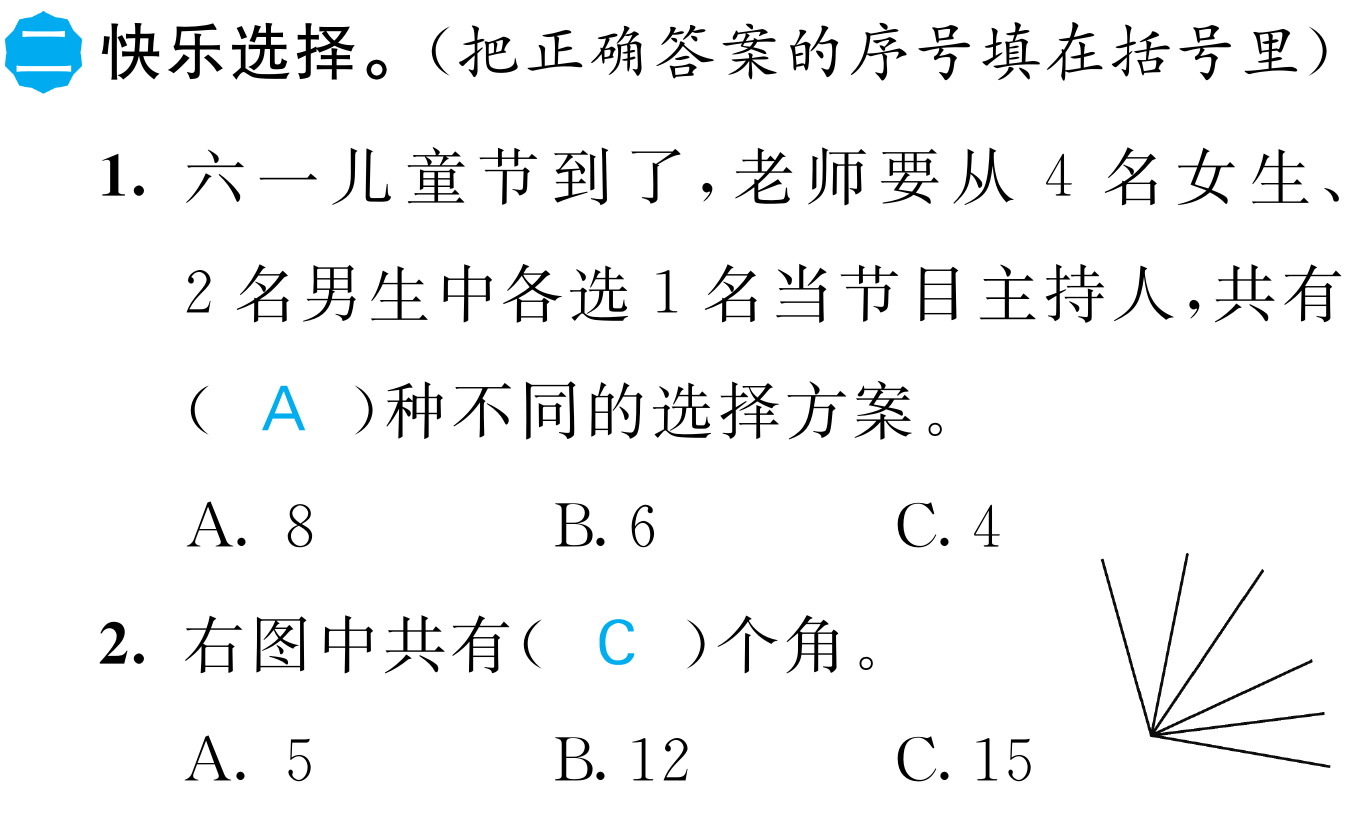 二 快乐选择。(把正确答案的序号填在括号里)
1. 六一儿童节到了,老师要从 4 名女生、
2 名男生中各选 1 名当节目主持人,共有
( A )种不同的选择方案。
A. 8 B. 6 C. 4
2. 右图中共有( C )个角。
A. 5 B. 12 C. 15